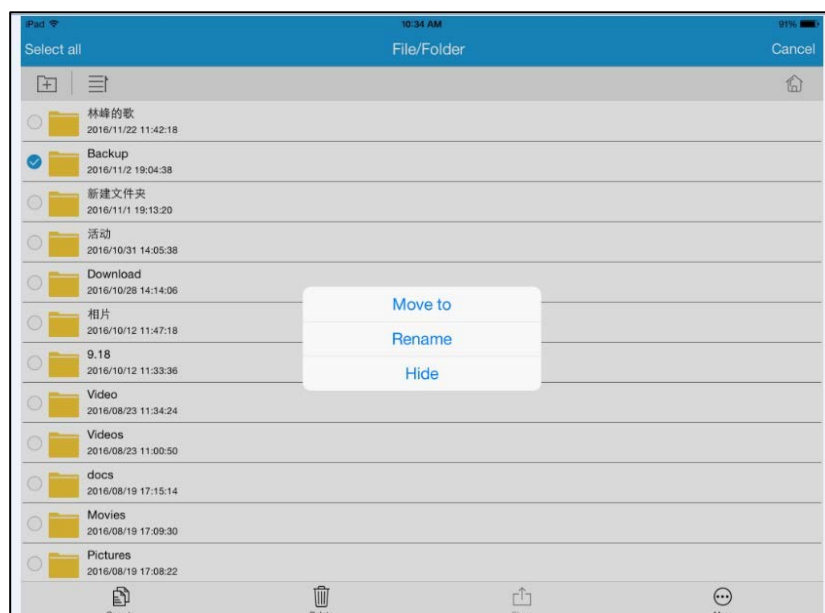 iPad 10:34 AM 91%
Select all File/Folder Cancel
林峰的歌
2016/11/22 11:42:18
Backup
2016/11/2 19:04:38
新建文件夹
2016/11/1 19:13:20
活动
2016/10/31 14:05:38
Download
2016/10/28 14:14:06
相片
2016/10/12 11:47:18
9.18
2016/10/12 11:33:36
Move to
Rename
Hide
Video
2016/08/23 11:34:24
Videos
2016/08/23 11:00:50
docs
2016/08/19 17:15:14
Movies
2016/08/19 17:09:30
Pictures
2016/08/19 17:08:22